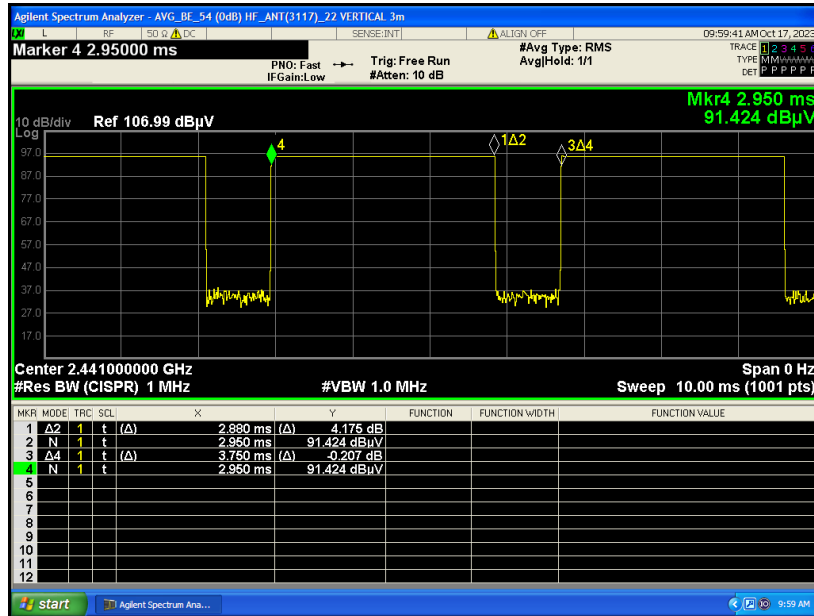 Agilent Spectrum Analyzer - AVG_BE_54 (0dB) HF_ANT(3117)_22 VERTICAL 3m
LXI L RF 50 Ω DC SENSE:INT ALIGN OFF 09:59:41 AM Oct 17, 2023
Marker 4 2.95000 ms
PNO: Fast
IFGain:Low
Trig: Free Run
#Atten: 10 dB
#Avg Type: RMS
Avg|Hold: 1/1
TRACE 1 2 3 4 5 6
TYPE MMWWWW
DET P P P P P P
Mkr4 2.950 ms
91.424 dBµV
10 dB/div Ref 106.99 dBµV
Log
97.0
87.0
77.0
67.0
57.0
47.0
37.0
27.0
17.0
4
1Δ2
3Δ4
Center 2.441000000 GHz Span 0 Hz
#Res BW (CISPR) 1 MHz #VBW 1.0 MHz Sweep 10.00 ms (1001 pts)
MKR MODE TRC SCL X Y FUNCTION FUNCTION WIDTH FUNCTION VALUE
1 Δ2 1 t (Δ) 2.880 ms (Δ) 4.175 dB
2 N 1 t 2.950 ms 91.424 dBµV
3 Δ4 1 t (Δ) 3.750 ms (Δ) -0.207 dB
4 N 1 t 2.950 ms 91.424 dBµV
5
6
7
8
9
10
11
12
start Agilent Spectrum Ana... 9:59 AM